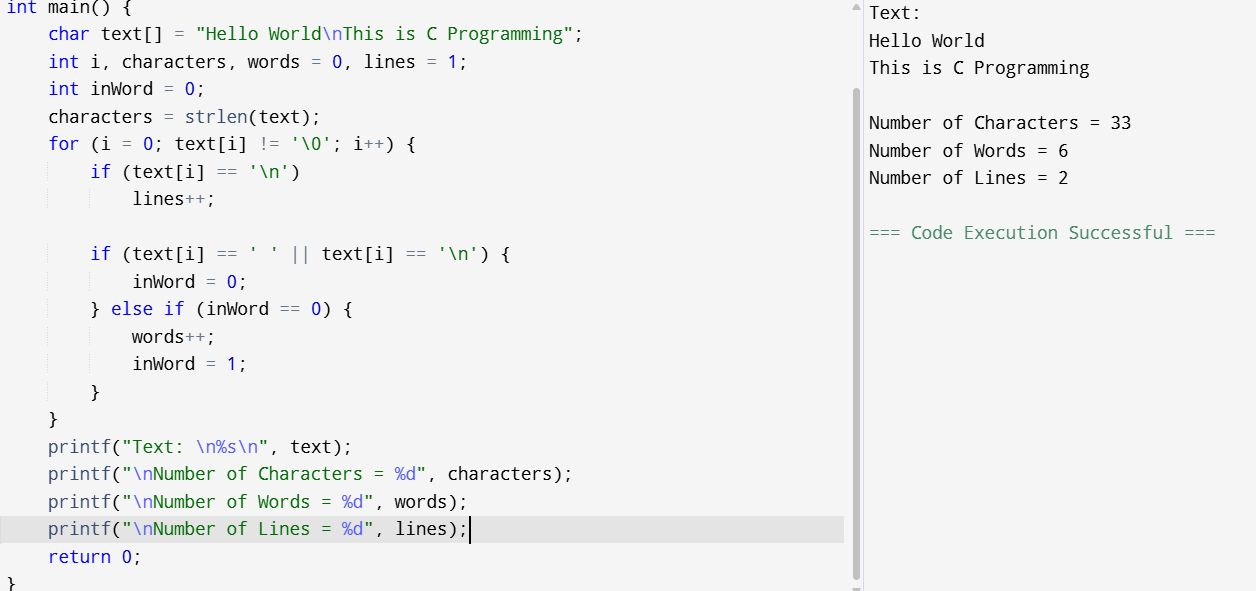 int main() {
    char text[] = "Hello World\nThis is C Programming";
    int i, characters, words = 0, lines = 1;
    int inWord = 0;
    characters = strlen(text);
    for (i = 0; text[i] != '\0'; i++) {
        if (text[i] == '\n')
            lines++;

        if (text[i] == ' ' || text[i] == '\n') {
            inWord = 0;
        } else if (inWord == 0) {
            words++;
            inWord = 1;
        }
    }
    printf("Text: \n%s\n", text);
    printf("\nNumber of Characters = %d", characters);
    printf("\nNumber of Words = %d", words);
    printf("\nNumber of Lines = %d", lines);
    return 0;
}
Text:
Hello World
This is C Programming

Number of Characters = 33
Number of Words = 6
Number of Lines = 2

=== Code Execution Successful ===